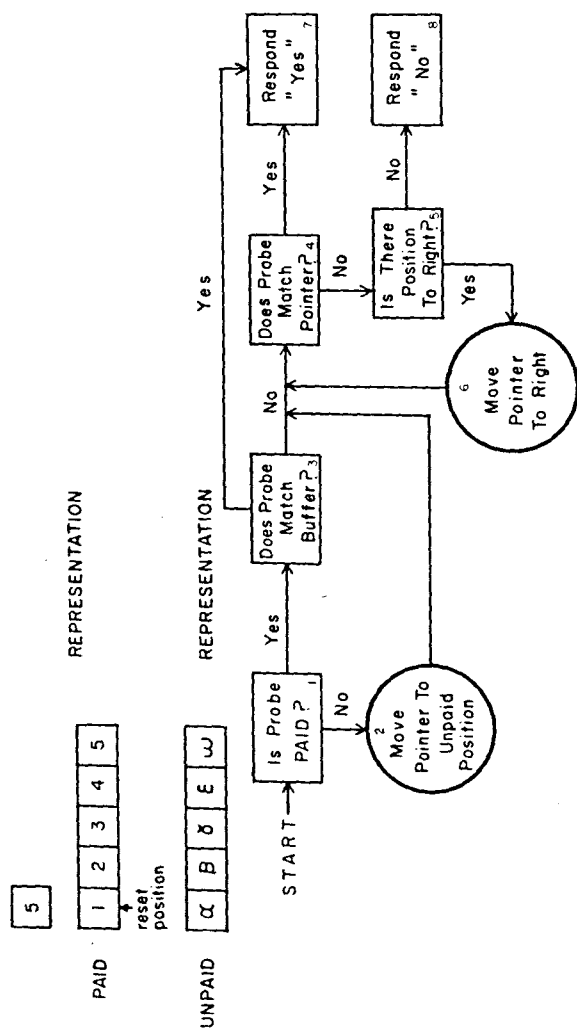 5
PAID
1 2 3 4 5
REPRESENTATION
reset
position
UNPAID
α B γ ε ω
REPRESENTATION
START
Is Probe
PAID?
1
Yes
No
2
Move
Pointer To
Unpaid
Position
Does Probe
Match
Buffer?
3
Yes
No
Does Probe
Match
Pointer?
4
Yes
No
Is There
Position
To Right?
5
No
Yes
6
Move
Pointer
To Right
Respond
"Yes"
7
Respond
"No"
8